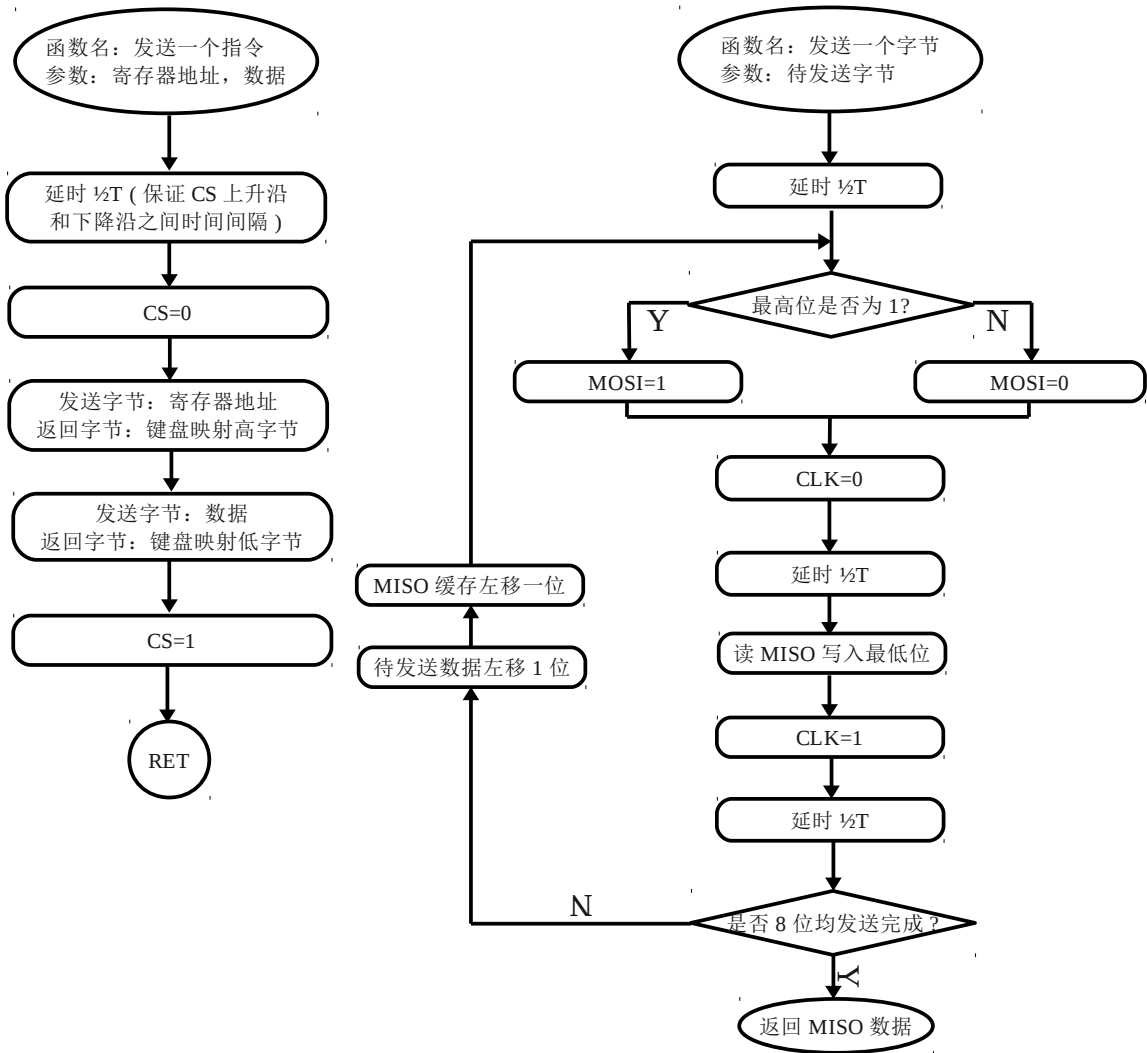 函数名：发送一个指令
参数：寄存器地址，数据
延时 ½T ( 保证 CS 上升沿
和下降沿之间时间间隔 )
CS=0
发送字节：寄存器地址
返回字节：键盘映射高字节
发送字节：数据
返回字节：键盘映射低字节
CS=1
RET
函数名：发送一个字节
参数：待发送字节
延时 ½T
最高位是否为 1?
Y
N
MOSI=1
MOSI=0
CLK=0
延时 ½T
读 MISO 写入最低位
CLK=1
延时 ½T
是否 8 位均发送完成 ?
N
Y
待发送数据左移 1 位
MISO 缓存左移一位
返回 MISO 数据